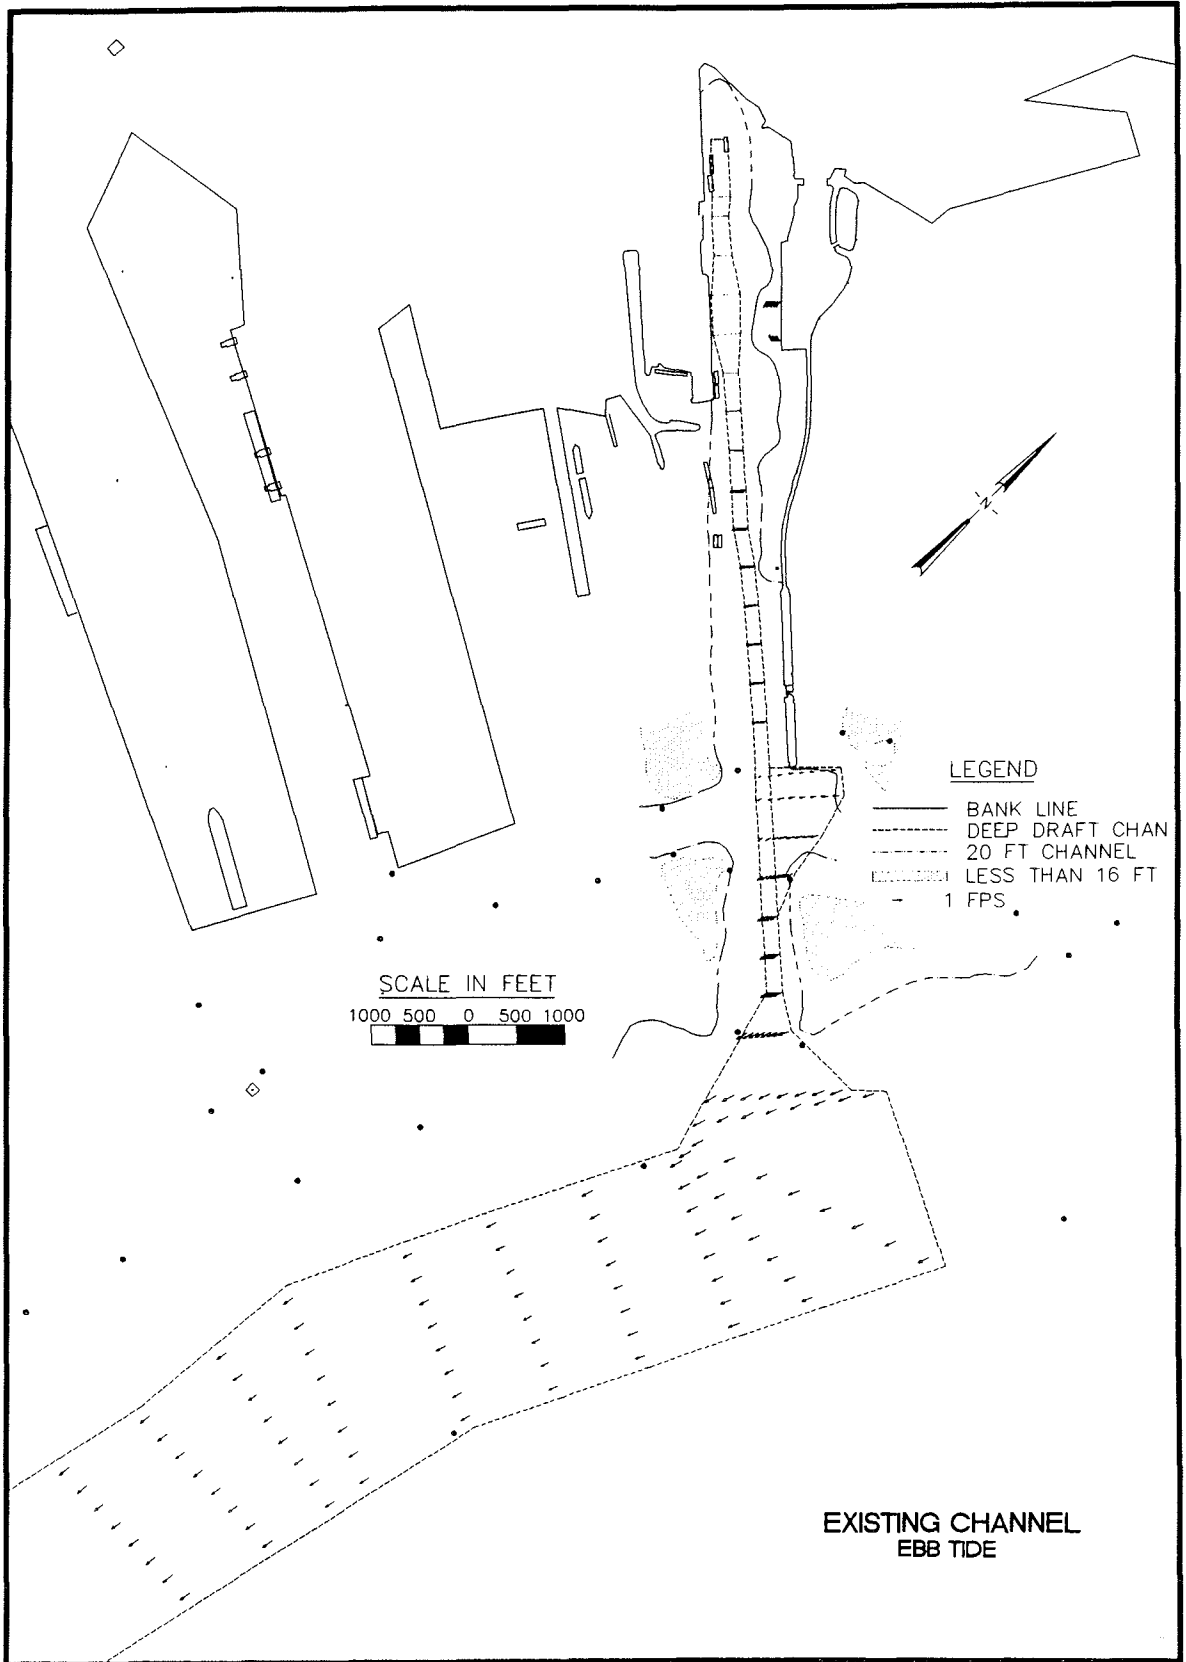 N
LEGEND
BANK LINE
DEEP DRAFT CHAN
20 FT CHANNEL
LESS THAN 16 FT
1 FPS
SCALE IN FEET
1000 500 0 500 1000
EXISTING CHANNEL
EBB TIDE